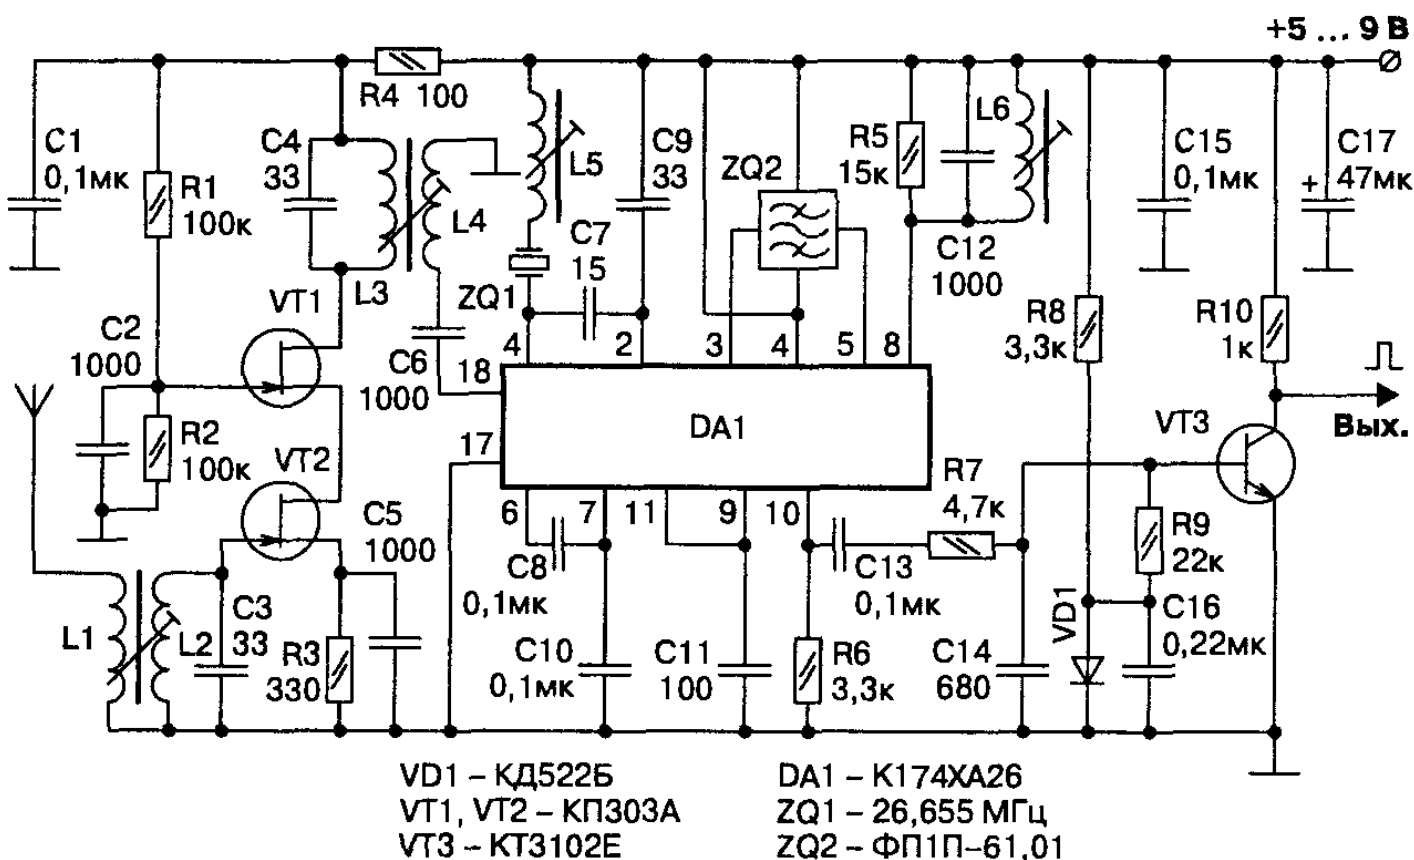 +5 ... 9 В
R4 100
C1
0,1мк
R1
100к
C4
33
L4
L5
C9
33
ZQ2
R5
15к
L6
C15
0,1мк
C17
+ 47мк
C7
15
ZQ1
L3
VT1
C12
1000
C2
1000
C6
1000
R8
3,3к
R10
1к
4 2 3 4 5 8
18
DA1
17
VT3
Вых.
R2
100к
VT2
6 7 11 9 10
R7
4,7к
C5
1000
R9
22к
C8
0,1мк
C13
0,1мк
VD1
C16
0,22мк
L1
L2
C3
33
R3
330
C10
0,1мк
C11
100
R6
3,3к
C14
680
VD1 – КД522Б
VT1, VT2 – КП303А
VT3 – КТ3102Е
DA1 – К174ХА26
ZQ1 – 26,655 МГц
ZQ2 – ФП1П–61,01